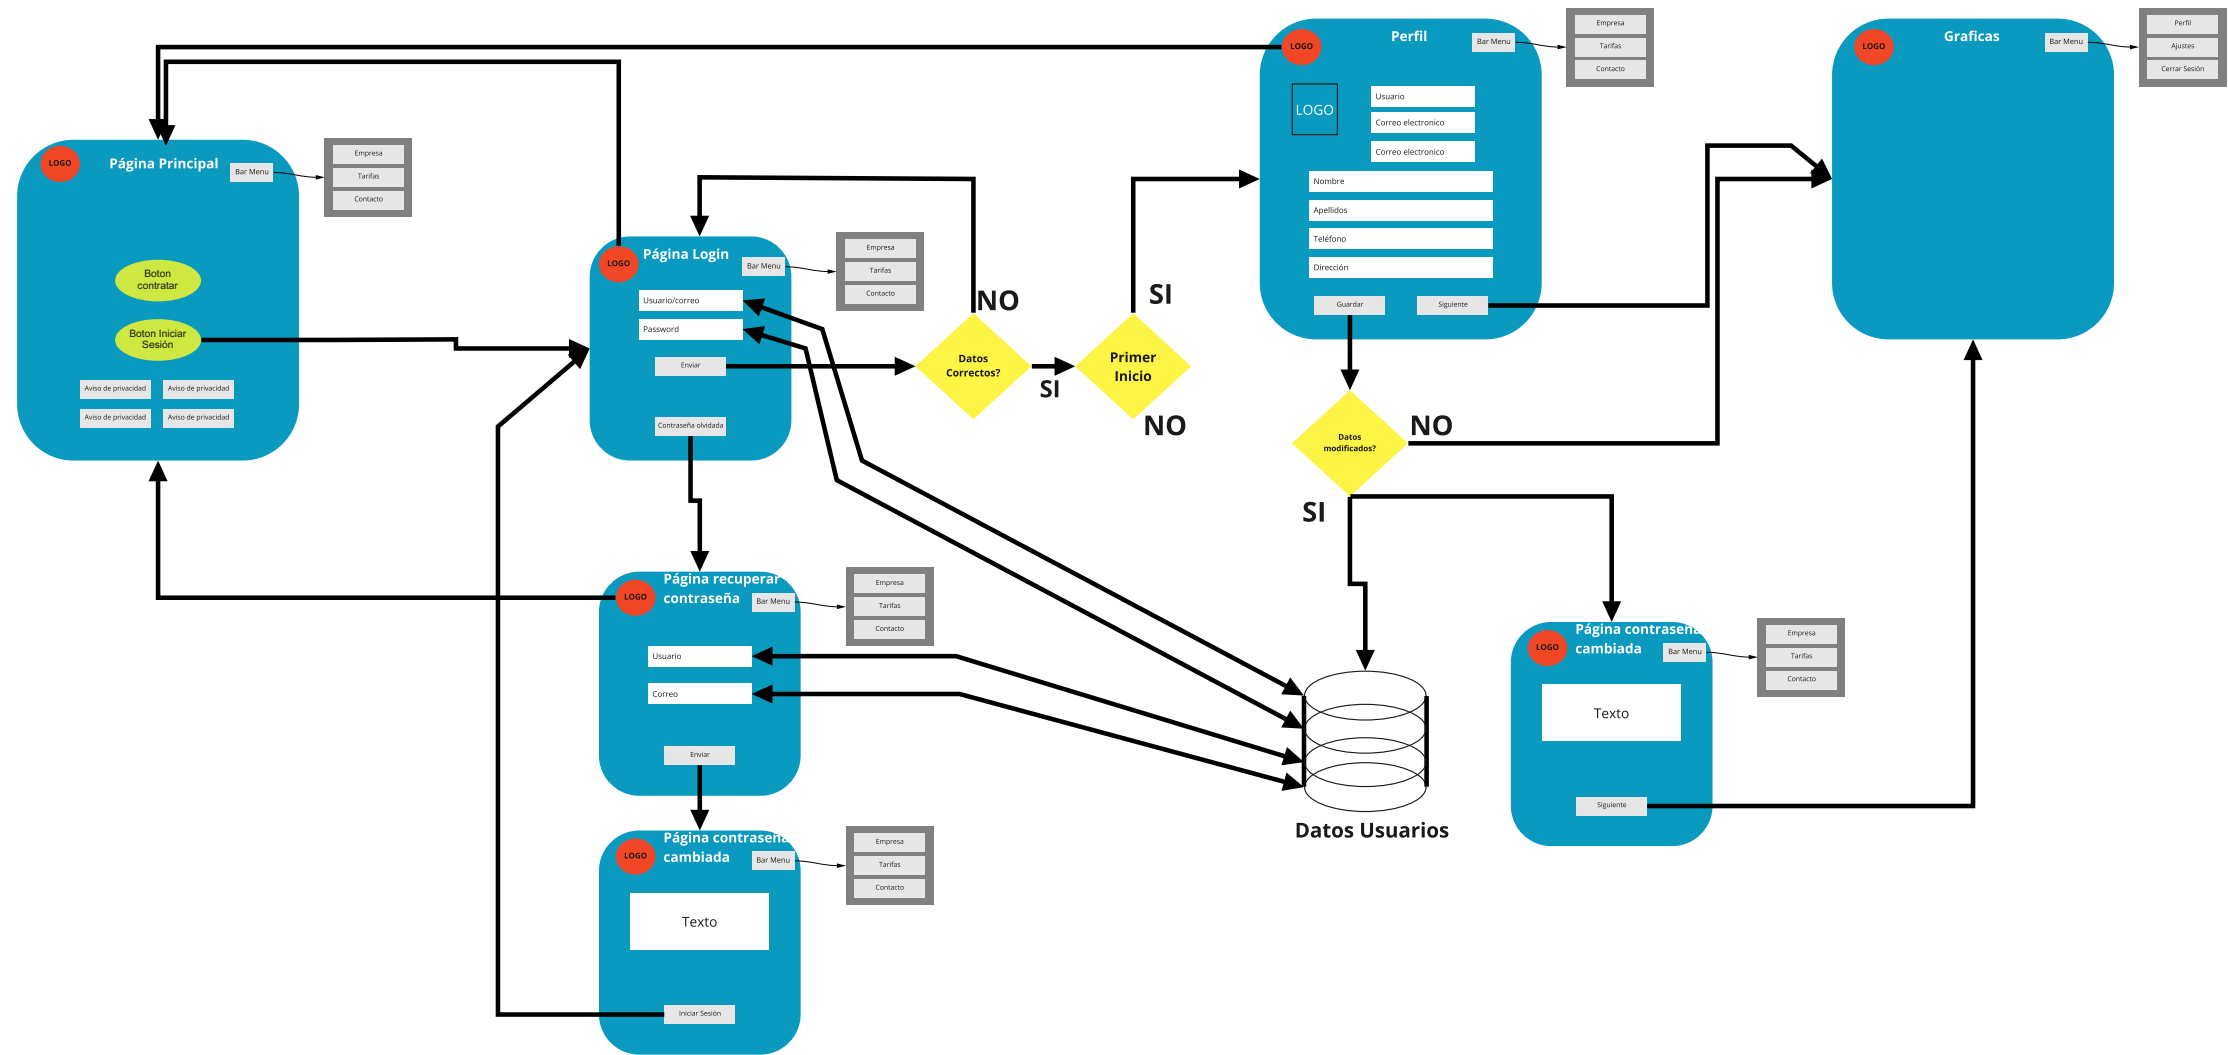 LOGO
Página Principal
Bar Menu
Empresa
Tarifas
Contacto
Boton
contratar
Boton Iniciar
Sesión
Aviso de privacidad
Aviso de privacidad
Aviso de privacidad
Aviso de privacidad
LOGO
Página Login
Bar Menu
Empresa
Tarifas
Contacto
Usuario/correo
Password
Enviar
Contraseña olvidada
NO
Datos
Correctos?
SI
SI
Primer
Inicio
NO
LOGO
Perfil
Bar Menu
Empresa
Tarifas
Contacto
LOGO
Usuario
Correo electronico
Correo electronico
Nombre
Apellidos
Teléfono
Dirección
Guardar
Siguiente
Datos
modificados?
NO
SI
LOGO
Graficas
Bar Menu
Perfil
Ajustes
Cerrar Sesión
LOGO
Página recuperar
contraseña
Bar Menu
Empresa
Tarifas
Contacto
Usuario
Correo
Enviar
LOGO
Página contraseña
cambiada
Bar Menu
Empresa
Tarifas
Contacto
Texto
Iniciar Sesión
Datos Usuarios
LOGO
Página contraseña
cambiada
Bar Menu
Empresa
Tarifas
Contacto
Texto
Siguiente